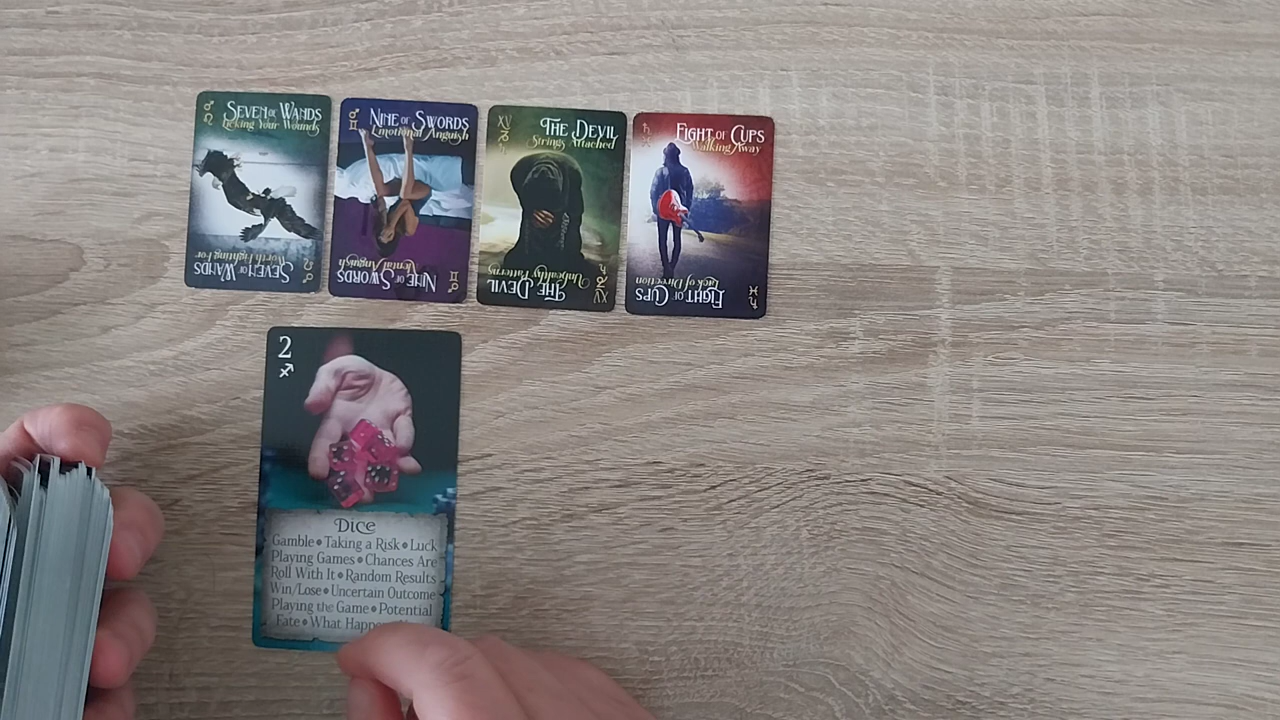 SEVEN OF WANDS
Licking Your Wounds
Worth Fighting For
SEVEN OF WANDS
NINE OF SWORDS
Emotional Anguish
Mental Anguish
NINE OF SWORDS
XV
THE DEVIL
Strings Attached
Unhealthy Patterns
THE DEVIL
XV
EIGHT OF CUPS
Walking Away
Lack of Direction
EIGHT OF CUPS
2
Dice
Gamble • Taking a Risk • Luck
Playing Games • Chances Are
Roll With It • Random Results
Win/Lose • Uncertain Outcome
Playing the Game • Potential
Fate • What